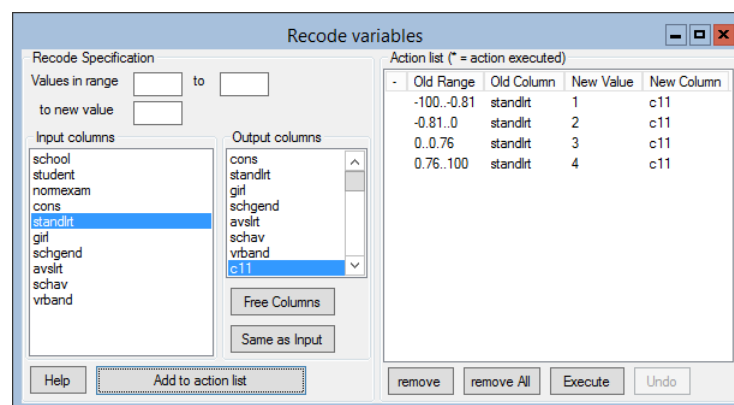 Recode variables
Recode Specification
Values in range to
to new value
Input columns
school
student
normexam
cons
standlrt
girl
schgend
avslrt
schav
vrband
Output columns
cons
standlrt
girl
schgend
avslrt
schav
vrband
c11
Free Columns
Same as Input
Help Add to action list
Action list (* = action executed)
- Old Range Old Column New Value New Column
-100..-0.81 standlrt 1 c11
-0.81..0 standlrt 2 c11
0..0.76 standlrt 3 c11
0.76..100 standlrt 4 c11
remove remove All Execute Undo